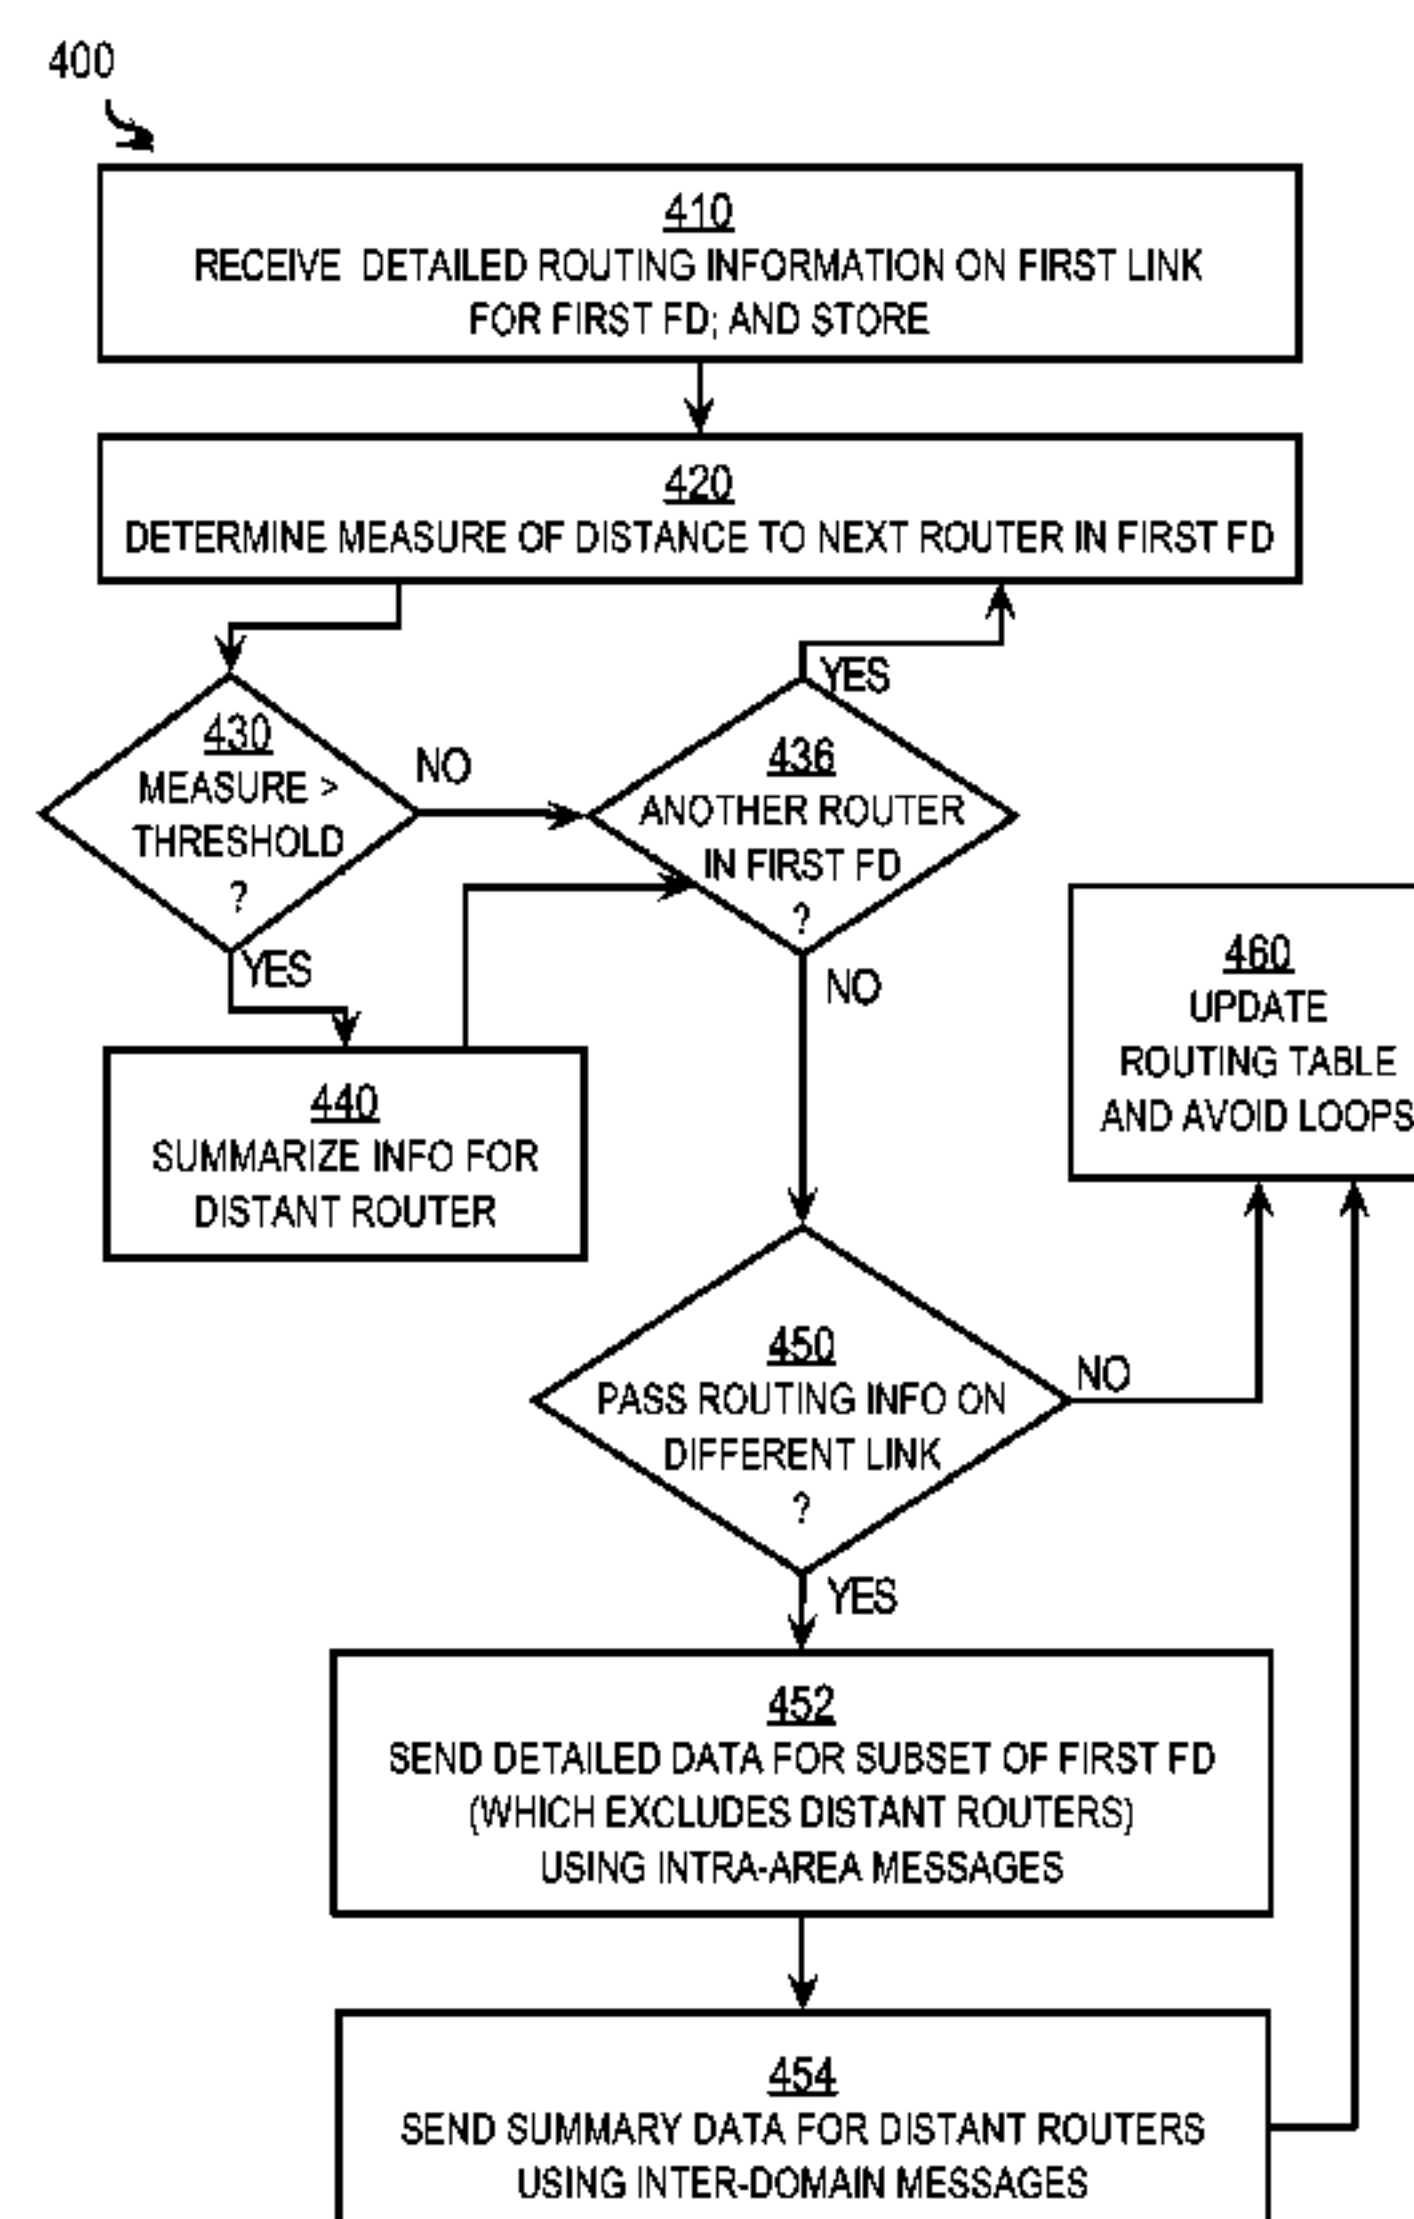 400
410
RECEIVE DETAILED ROUTING INFORMATION ON FIRST LINK
FOR FIRST FD; AND STORE
420
DETERMINE MEASURE OF DISTANCE TO NEXT ROUTER IN FIRST FD
430
MEASURE >
THRESHOLD
?
NO
YES
436
ANOTHER ROUTER
IN FIRST FD
?
YES
NO
440
SUMMARIZE INFO FOR
DISTANT ROUTER
460
UPDATE
ROUTING TABLE
AND AVOID LOOPS
450
PASS ROUTING INFO ON
DIFFERENT LINK
?
NO
YES
452
SEND DETAILED DATA FOR SUBSET OF FIRST FD
(WHICH EXCLUDES DISTANT ROUTERS)
USING INTRA-AREA MESSAGES
454
SEND SUMMARY DATA FOR DISTANT ROUTERS
USING INTER-DOMAIN MESSAGES